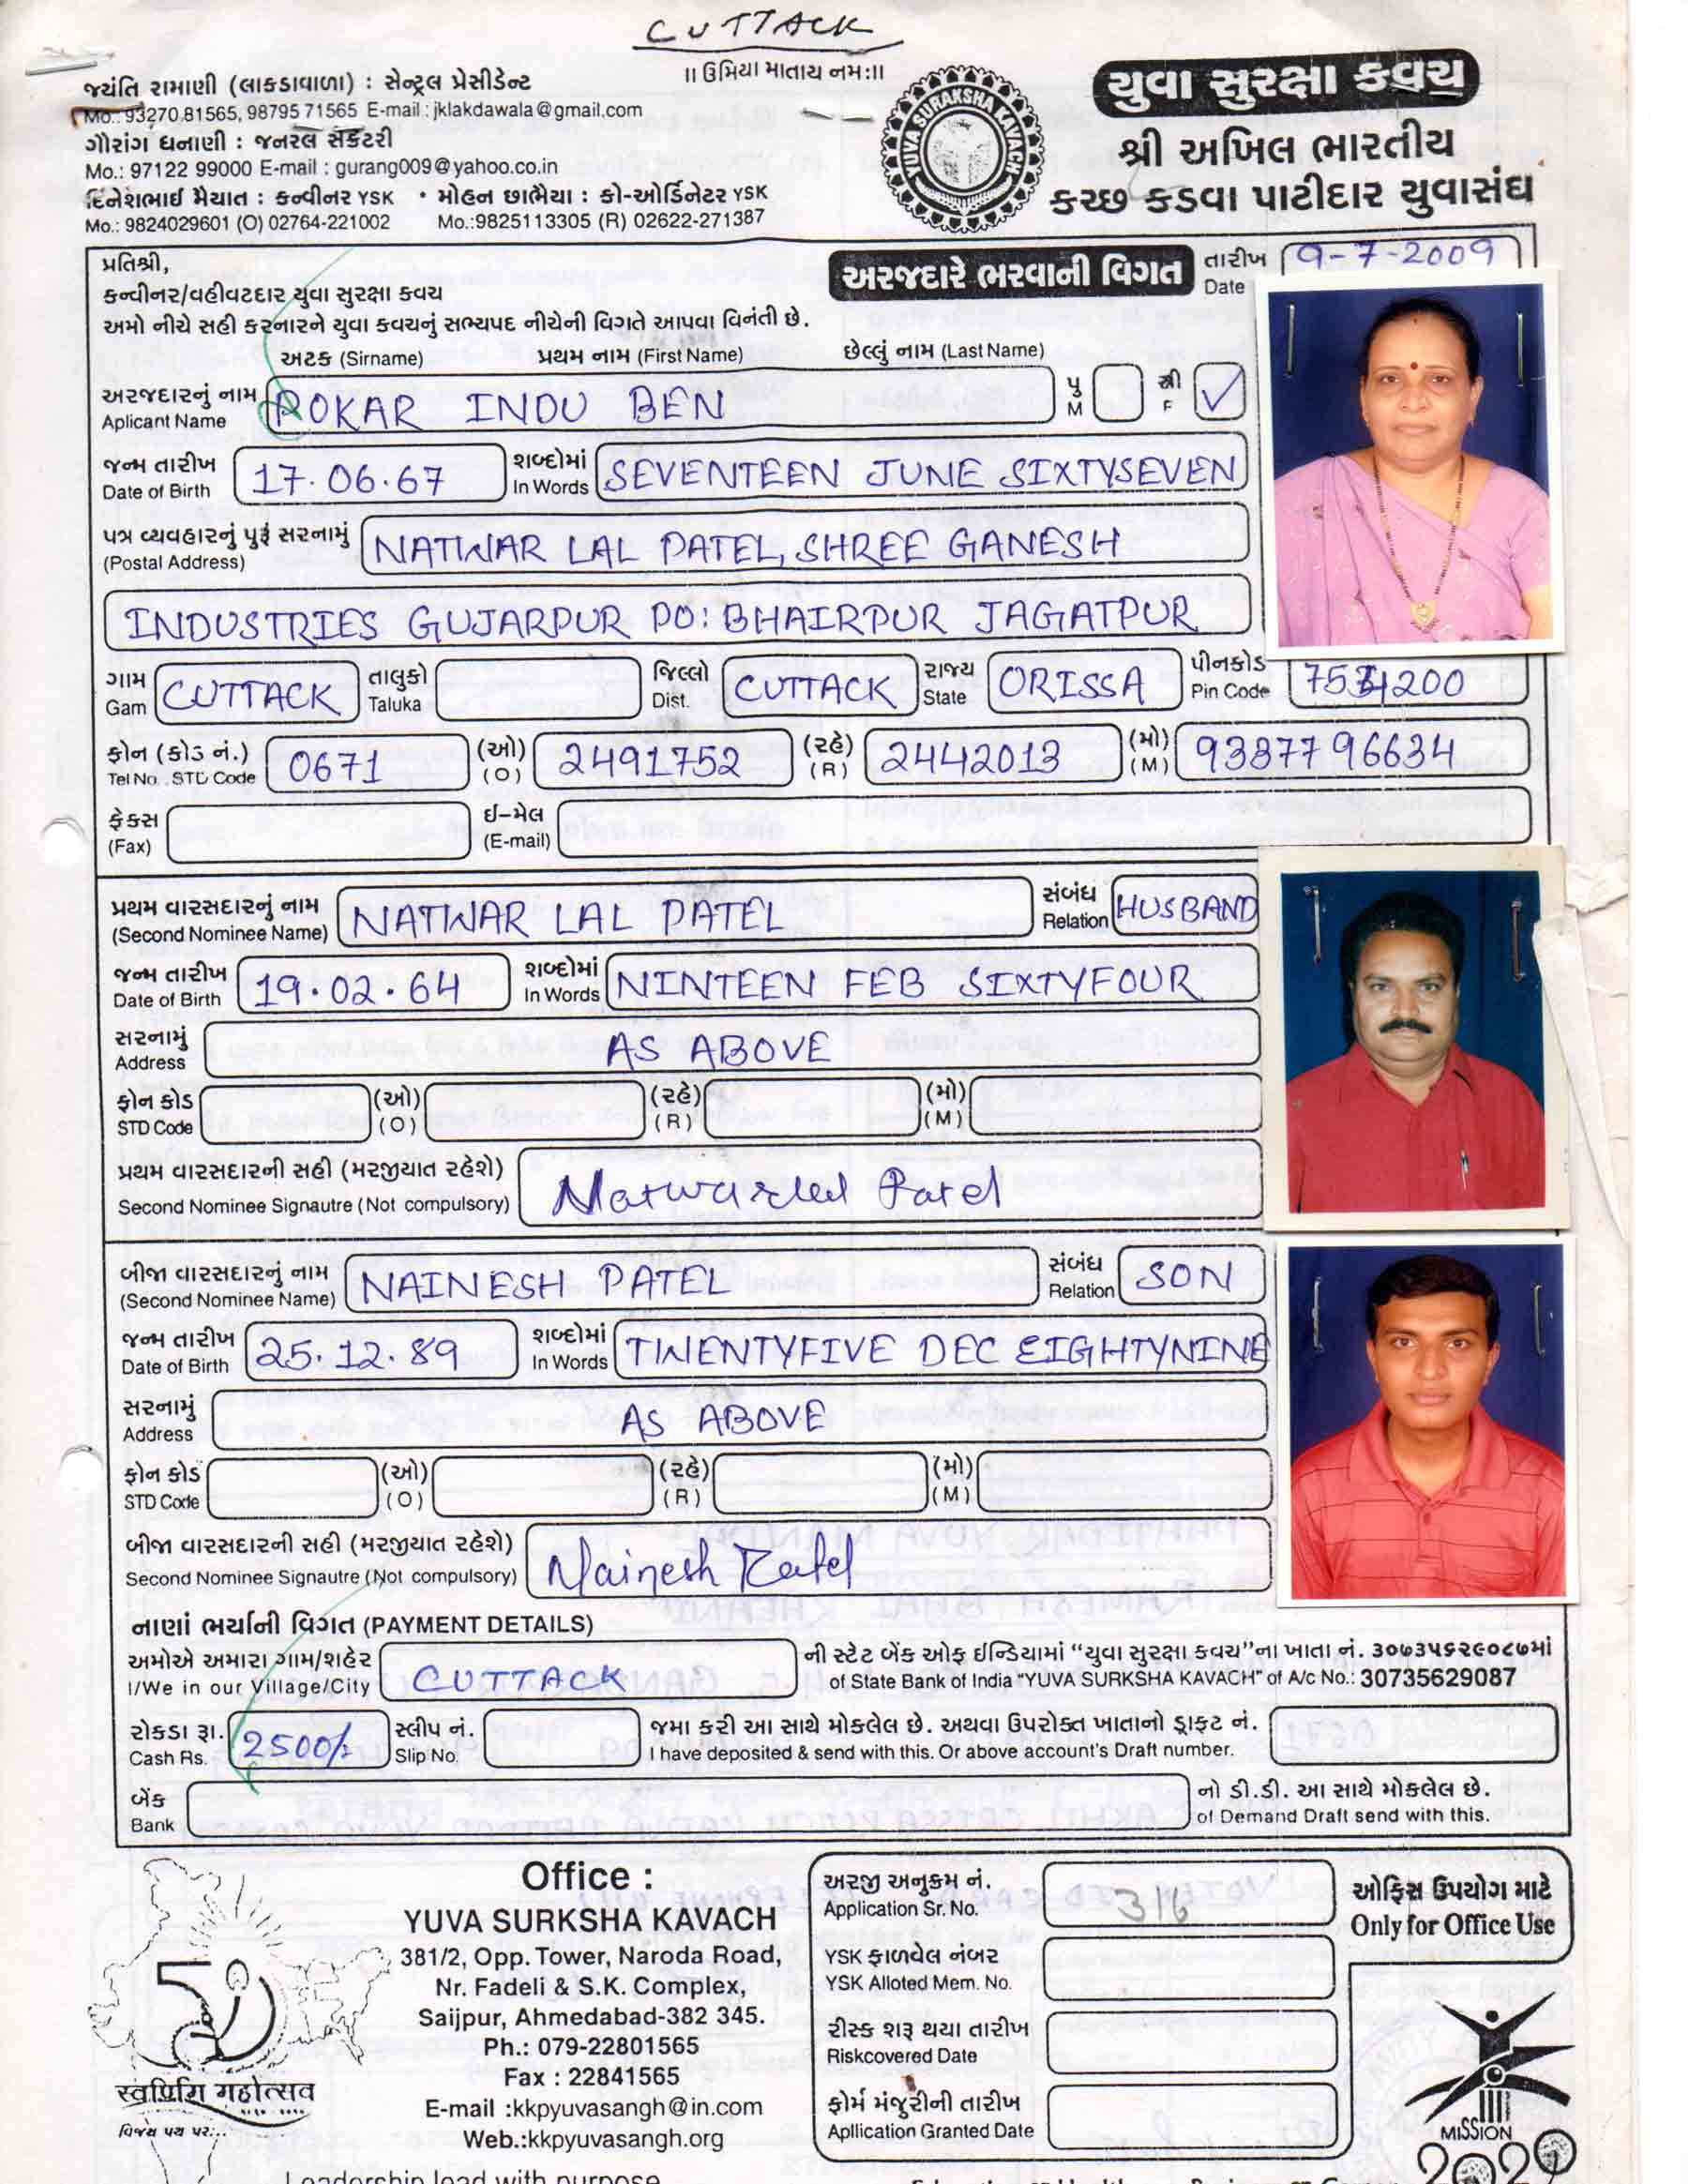 CUTTACK
જયંતિ રામાણી (લાકડાવાળા) : સેન્ટ્રલ પ્રેસીડેન્ટ
Mo.: 93270 81565, 98795 71565 E-mail : jklakdawala@gmail.com
ગૌરાંગ ધનાણી : જનરલ સેક્રેટરી
Mo.: 97122 99000 E-mail : gurang009@yahoo.co.in
દિનેશભાઈ મૈયાત : કન્વીનર YSK • મોહન છાભૈયા : કો-ઓર્ડિનેટર YSK
Mo.: 9824029601 (O) 02764-221002 Mo.:9825113305 (R) 02622-271387
॥ ઉમિયા માતાય નમઃ॥
YUVA SURAKSHA KAVACH
યુવા સુરક્ષા કવચ
શ્રી અખિલ ભારતીય
કચ્છ કડવા પાટીદાર યુવાસંઘ
પ્રતિશ્રી,
અરજદારે ભરવાની વિગત
તારીખ 9-7-2009
Date
કન્વીનર/વહીવટદાર યુવા સુરક્ષા કવચ
અમો નીચે સહી કરનારને યુવા કવચનું સભ્યપદ નીચેની વિગતે આપવા વિનંતી છે.
અટક (Sirname) પ્રથમ નામ (First Name) છેલ્લું નામ (Last Name)
અરજદારનું નામ POKAR INDU BEN પુ સ્ત્રી ✓
Aplicant Name M F
જન્મ તારીખ 17.06.67 શબ્દોમાં SEVENTEEN JUNE SIXTYSEVEN
Date of Birth In Words
પત્ર વ્યવહારનું પુરૂં સરનામું NATWAR LAL PATEL, SHREE GANESH
(Postal Address)
INDUSTRIES GUJARPUR PO: BHAIRPUR JAGATPUR
ગામ CUTTACK તાલુકો જિલ્લો CUTTACK રાજ્ય ORISSA પીનકોડ
Gam Taluka Dist. State Pin Code
ફોન (કોડ નં.) 0671 (ઓ) 2491752 (રહે) 2442013 (મો) 9387796634
Tel No. STD Code (O) (R) (M)
ફેક્સ ઈ-મેલ
(Fax) (E-mail)
પ્રથમ વારસદારનું નામ NATWAR LAL PATEL સંબંધ HUSBAND
(Second Nominee Name) Relation
જન્મ તારીખ 19.02.64 શબ્દોમાં NINTEEN FEB SIXTYFOUR
Date of Birth In Words
સરનામું AS ABOVE
Address
ફોન કોડ (ઓ) (રહે) (મો)
STD Code (O) (R) (M)
પ્રથમ વારસદારની સહી (મરજીયાત રહેશે) Natwarlal Patel
Second Nominee Signautre (Not compulsory)
બીજા વારસદારનું નામ NAINESH PATEL સંબંધ SON
(Second Nominee Name) Relation
જન્મ તારીખ 25.12.89 શબ્દોમાં TWENTYFIVE DEC EIGHTYNINE
Date of Birth In Words
સરનામું AS ABOVE
Address
ફોન કોડ (ઓ) (રહે) (મો)
STD Code (O) (R) (M)
બીજા વારસદારની સહી (મરજીયાત રહેશે) Nainesh Patel
Second Nominee Signautre (Not compulsory)
નાણાં ભર્યાની વિગત (PAYMENT DETAILS)
અમોએ અમારા ગામ/શહેર CUTTACK ની સ્ટેટ બેંક ઓફ ઈન્ડિયામાં “યુવા સુરક્ષા કવચ”ના ખાતા નં. ૩૦૭૩૫૬૨૯૦૮૭માં
I/We in our Village/City of State Bank of India "YUVA SURKSHA KAVACH" of A/c No.: 30735629087
રોકડા રૂા. 2500/- સ્લીપ નં. જમા કરી આ સાથે મોકલેલ છે. અથવા ઉપરોક્ત ખાતાનો ડ્રાફ્ટ નં.
Cash Rs. Slip No. I have deposited & send with this. Or above account's Draft number.
બેંક નો ડી.ડી. આ સાથે મોકલેલ છે.
Bank of Demand Draft send with this.
Office :
YUVA SURKSHA KAVACH
381/2, Opp. Tower, Naroda Road,
Nr. Fadeli & S.K. Complex,
Saijpur, Ahmedabad-382 345.
Ph.: 079-22801565
Fax : 22841565
E-mail :kkpyuvasangh@in.com
Web.:kkpyuvasangh.org
અરજી અનુક્રમ નં. 316
Application Sr. No.
YSK ફાળવેલ નંબર
YSK Alloted Mem. No.
રીસ્ક શરૂ થયા તારીખ
Riskcovered Date
ફોર્મ મંજુરીની તારીખ
Apllication Granted Date
ઓફિસ ઉપયોગ માટે
Only for Office Use
50
સ્વર્ણિમ મહોત્સવ
વિજય પથ પર...
MISSION
Leadership lead with purpose